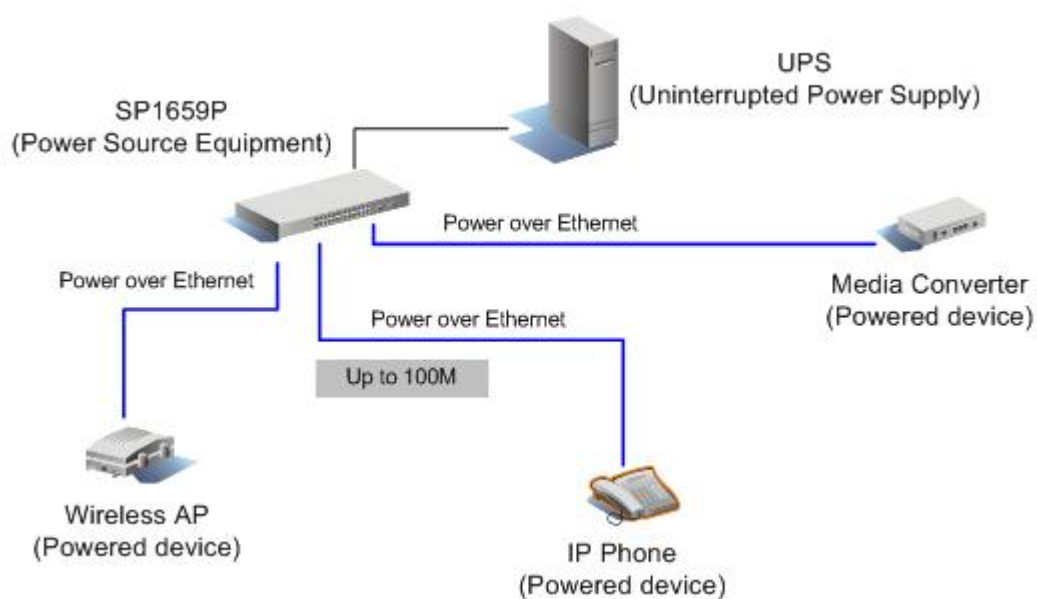 UPS
(Uninterrupted Power Supply)
SP1659P
(Power Source Equipment)
Power over Ethernet
Power over Ethernet
Media Converter
(Powered device)
Power over Ethernet
Up to 100M
Wireless AP
(Powered device)
IP Phone
(Powered device)